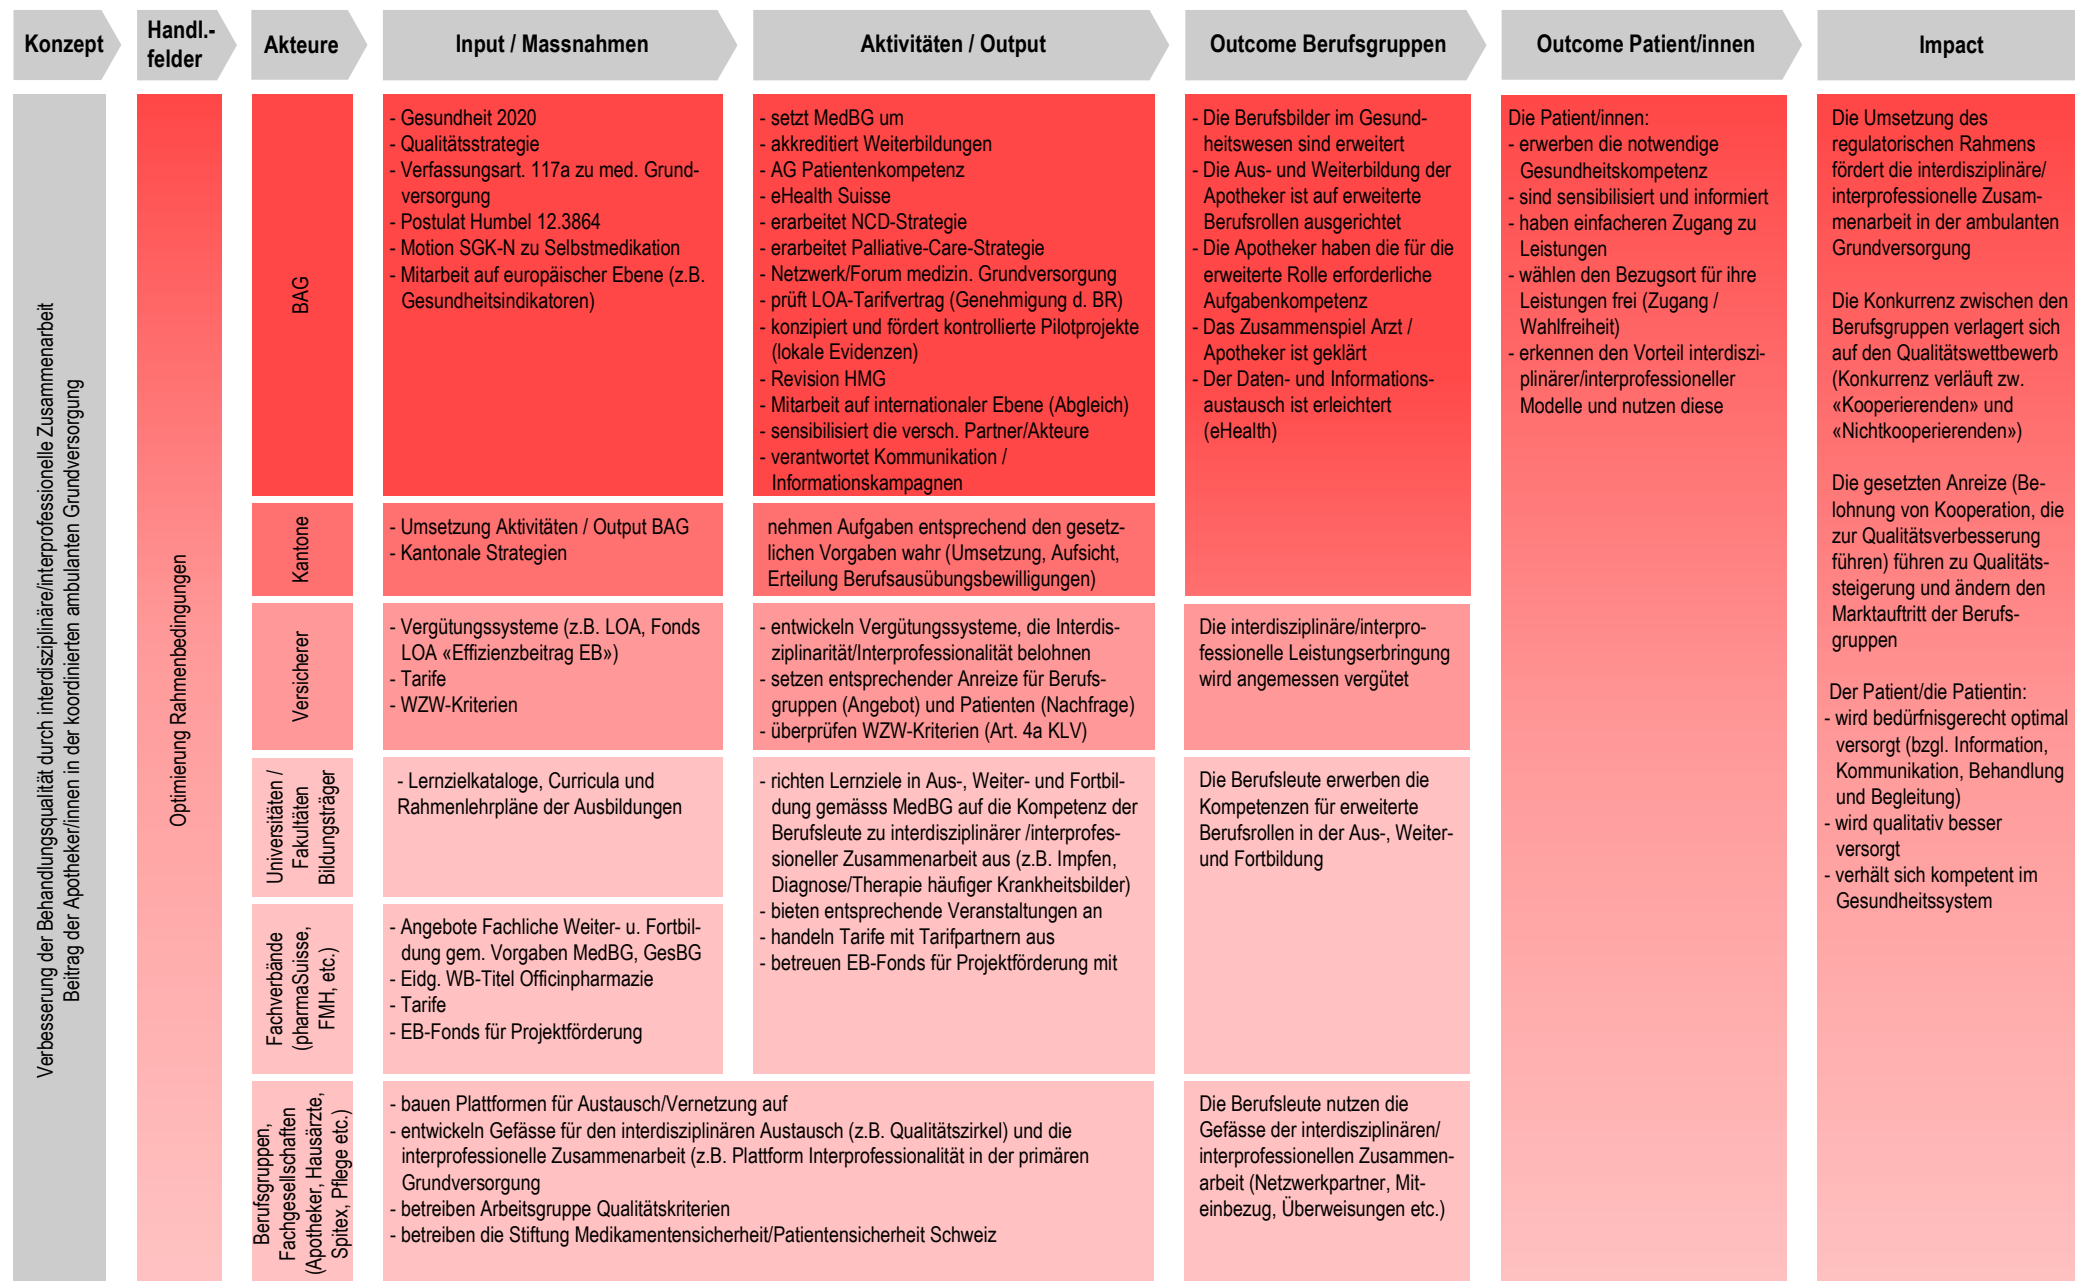 Konzept
Handl.-
felder
Akteure
Input / Massnahmen
Aktivitäten / Output
Outcome Berufsgruppen
Outcome Patient/innen
Impact
Verbesserung der Behandlungsqualität durch interdisziplinäre/interprofessionelle Zusammenarbeit
Beitrag der Apotheker/innen in der koordinierten ambulanten Grundversorgung
Optimierung Rahmenbedingungen
BAG
- Gesundheit 2020
- Qualitätsstrategie
- Verfassungsart. 117a zu med. Grund-
versorgung
- Postulat Humbel 12.3864
- Motion SGK-N zu Selbstmedikation
- Mitarbeit auf europäischer Ebene (z.B.
Gesundheitsindikatoren)
- setzt MedBG um
- akkreditiert Weiterbildungen
- AG Patientenkompetenz
- eHealth Suisse
- erarbeitet NCD-Strategie
- erarbeitet Palliative-Care-Strategie
- Netzwerk/Forum medizin. Grundversorgung
- prüft LOA-Tarifvertrag (Genehmigung d. BR)
- konzipiert und fördert kontrollierte Pilotprojekte
(lokale Evidenzen)
- Revision HMG
- Mitarbeit auf internationaler Ebene (Abgleich)
- sensibilisiert die versch. Partner/Akteure
- verantwortet Kommunikation /
Informationskampagnen
- Die Berufsbilder im Gesund-
heitswesen sind erweitert
- Die Aus- und Weiterbildung der
Apotheker ist auf erweiterte
Berufsrollen ausgerichtet
- Die Apotheker haben die für die
erweiterte Rolle erforderliche
Aufgabenkompetenz
- Das Zusammenspiel Arzt /
Apotheker ist geklärt
- Der Daten- und Informations-
austausch ist erleichtert
(eHealth)
Die Patient/innen:
- erwerben die notwendige
Gesundheitskompetenz
- sind sensibilisiert und informiert
- haben einfacheren Zugang zu
Leistungen
- wählen den Bezugsort für ihre
Leistungen frei (Zugang /
Wahlfreiheit)
- erkennen den Vorteil interdiszi-
plinärer/interprofessioneller
Modelle und nutzen diese
Die Umsetzung des
regulatorischen Rahmens
fördert die interdisziplinäre/
interprofessionelle Zusam-
menarbeit in der ambulanten
Grundversorgung
Die Konkurrenz zwischen den
Berufsgruppen verlagert sich
auf den Qualitätswettbewerb
(Konkurrenz verläuft zw.
«Kooperierenden» und
«Nichtkooperierenden»)
Die gesetzten Anreize (Be-
lohnung von Kooperation, die
zur Qualitätsverbesserung
führen) führen zu Qualitäts-
steigerung und ändern den
Marktauftritt der Berufs-
gruppen
Der Patient/die Patientin:
- wird bedürfnisgerecht optimal
versorgt (bzgl. Information,
Kommunikation, Behandlung
und Begleitung)
- wird qualitativ besser
versorgt
- verhält sich kompetent im
Gesundheitssystem
Kantone
- Umsetzung Aktivitäten / Output BAG
- Kantonale Strategien
nehmen Aufgaben entsprechend den gesetz-
lichen Vorgaben wahr (Umsetzung, Aufsicht,
Erteilung Berufsausübungsbewilligungen)
Versicherer
- Vergütungssysteme (z.B. LOA, Fonds
LOA «Effizienzbeitrag EB»)
- Tarife
- WZW-Kriterien
- entwickeln Vergütungssysteme, die Interdis-
ziplinarität/Interprofessionalität belohnen
- setzen entsprechender Anreize für Berufs-
gruppen (Angebot) und Patienten (Nachfrage)
- überprüfen WZW-Kriterien (Art. 4a KLV)
Die interdisziplinäre/interpro-
fessionelle Leistungserbringung
wird angemessen vergütet
Universitäten /
Fakultäten
Bildungsträger
- Lernzielkataloge, Curricula und
Rahmenlehrpläne der Ausbildungen
- richten Lernziele in Aus-, Weiter- und Fortbil-
dung gemässs MedBG auf die Kompetenz der
Berufsleute zu interdisziplinärer /interprofes-
sioneller Zusammenarbeit aus (z.B. Impfen,
Diagnose/Therapie häufiger Krankheitsbilder)
- bieten entsprechende Veranstaltungen an
- handeln Tarife mit Tarifpartnern aus
- betreuen EB-Fonds für Projektförderung mit
Die Berufsleute erwerben die
Kompetenzen für erweiterte
Berufsrollen in der Aus-, Weiter-
und Fortbildung
Fachverbände
(pharmaSuisse,
FMH, etc.)
- Angebote Fachliche Weiter- u. Fortbil-
dung gem. Vorgaben MedBG, GesBG
- Eidg. WB-Titel Officinpharmazie
- Tarife
- EB-Fonds für Projektförderung
Berufsgruppen,
Fachgesellschaften
(Apotheker, Hausärzte,
Spitex, Pflege etc.)
- bauen Plattformen für Austausch/Vernetzung auf
- entwickeln Gefässe für den interdisziplinären Austausch (z.B. Qualitätszirkel) und die
interprofessionelle Zusammenarbeit (z.B. Plattform Interprofessionalität in der primären
Grundversorgung
- betreiben Arbeitsgruppe Qualitätskriterien
- betreiben die Stiftung Medikamentensicherheit/Patientensicherheit Schweiz
Die Berufsleute nutzen die
Gefässe der interdisziplinären/
interprofessionellen Zusammen-
arbeit (Netzwerkpartner, Mit-
einbezug, Überweisungen etc.)